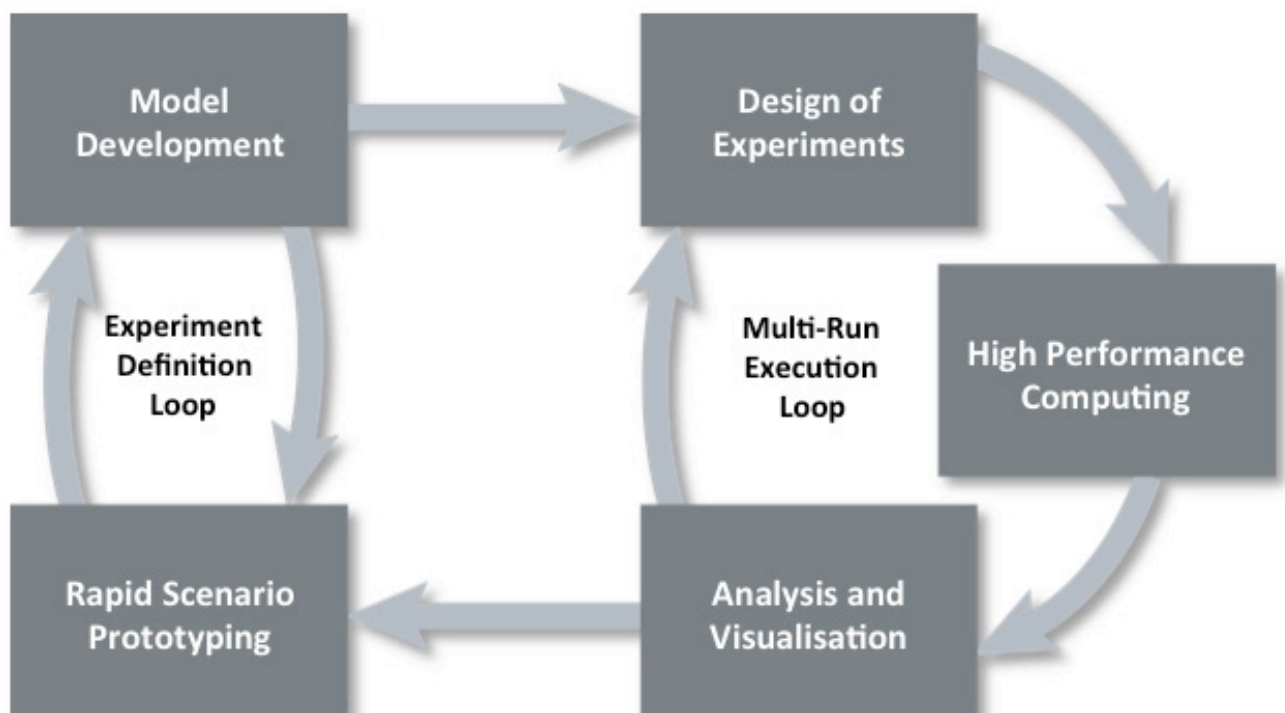 Model
Development
Design of
Experiments
Experiment
Definition
Loop
Multi-Run
Execution
Loop
High Performance
Computing
Rapid Scenario
Prototyping
Analysis and
Visualisation